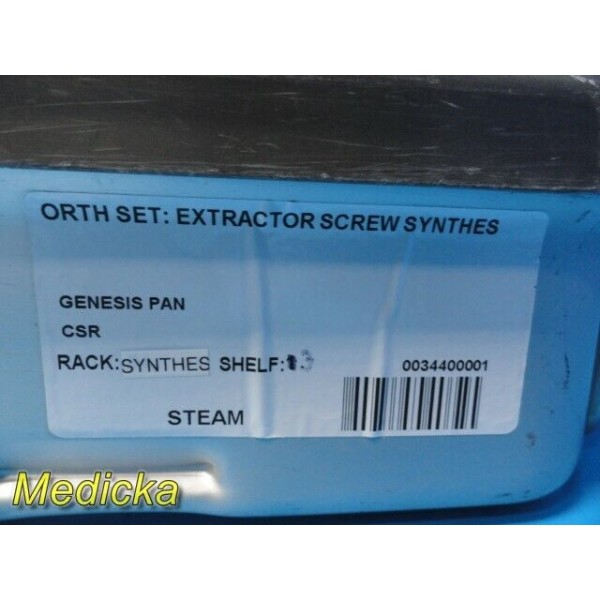 ORTH SET: EXTRACTOR SCREW SYNTHES
GENESIS PAN
CSR
RACK: SYNTHES SHELF:
0034400001
STEAM
Medicka